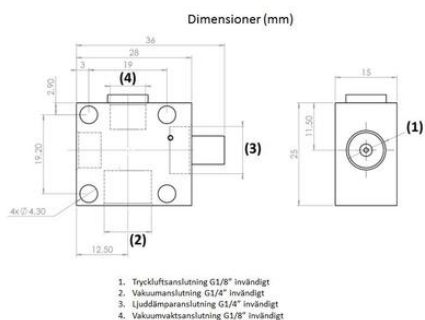 Dimensioner (mm)
36
28
3
19
(4)
2,90
19,20
4x Ø 4,30
12,50
(2)
(3)
15
11,50
25
(1)
1. Tryckluftsanslutning G1/8" invändigt
2. Vakuumanslutning G1/4" invändigt
3. Ljuddämparanslutning G1/4" invändigt
4. Vakuumvaktsanslutning G1/8" invändigt